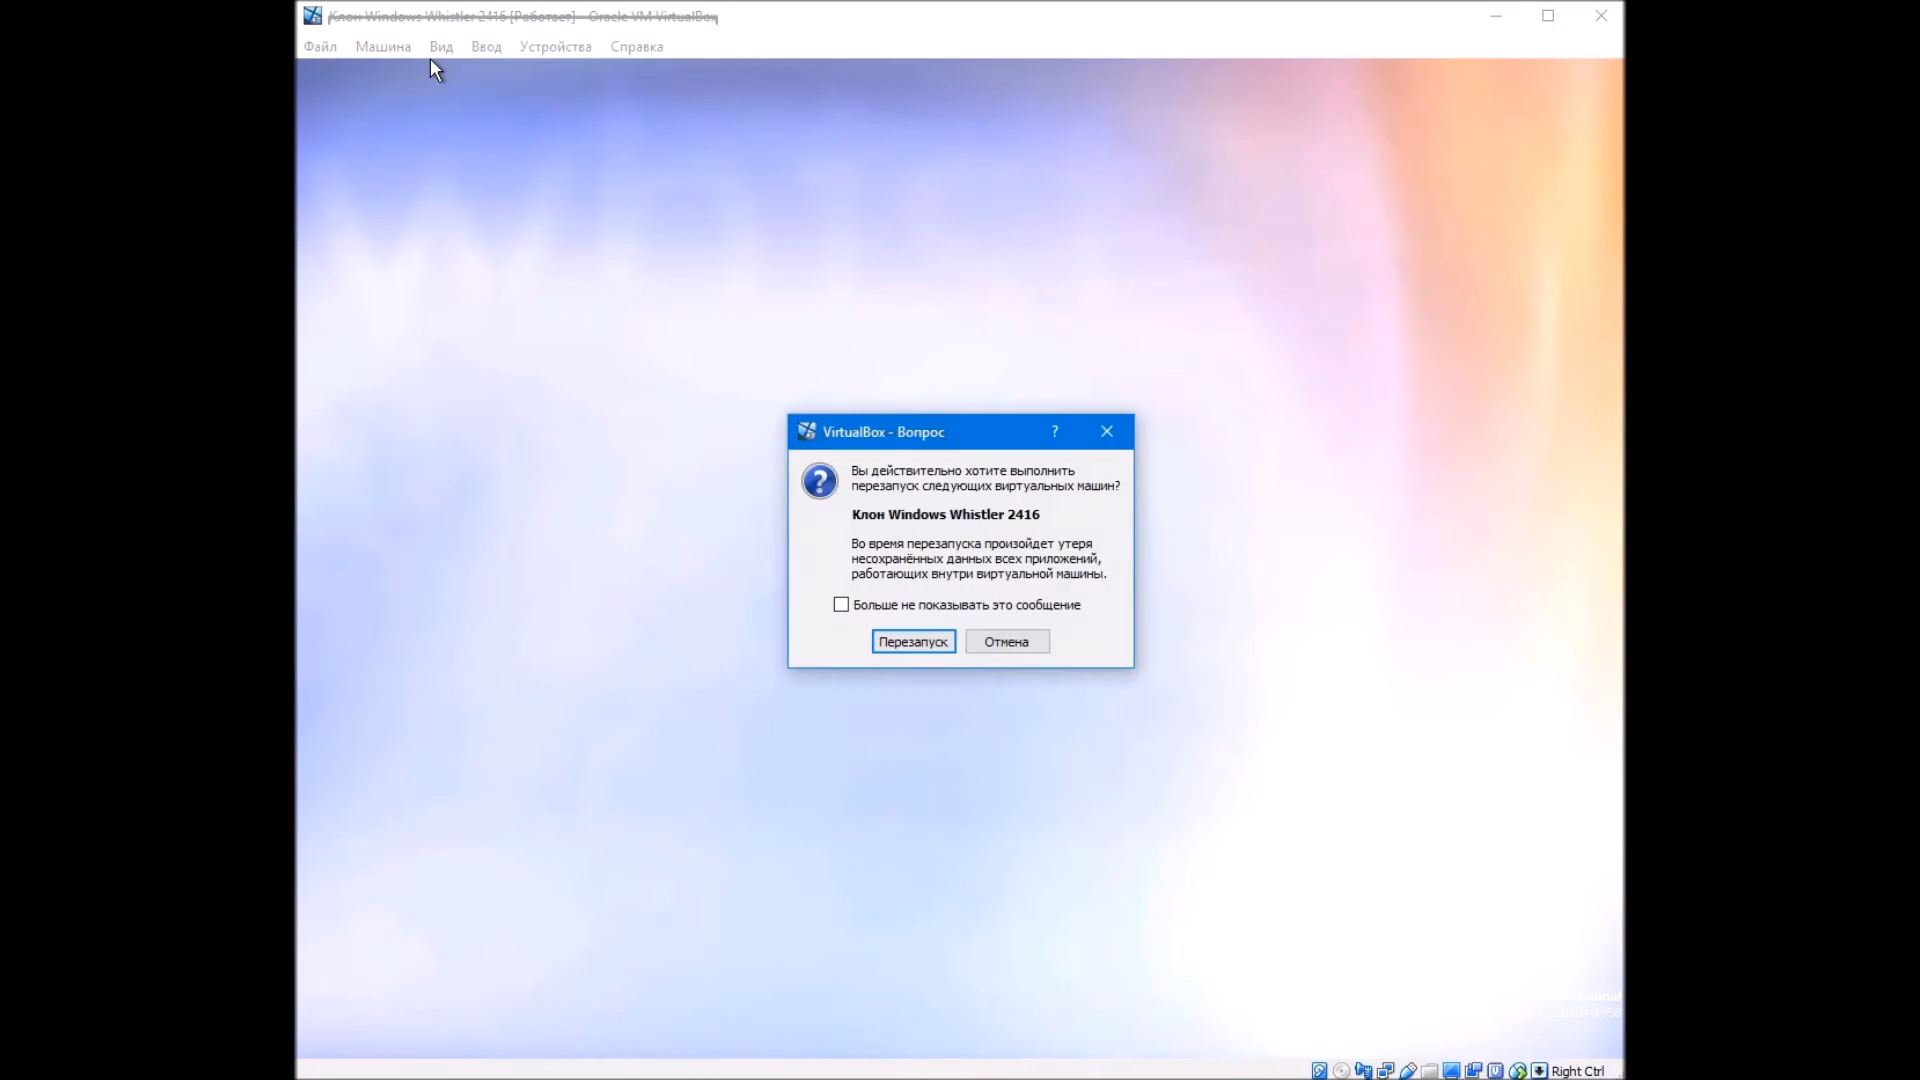 Клон Windows Whistler 2416 [Работает] - Oracle VM VirtualBox
Файл Машина Вид Ввод Устройства Справка
VirtualBox - Вопрос
Вы действительно хотите выполнить
перезапуск следующих виртуальных машин?
Клон Windows Whistler 2416
Во время перезапуска произойдет утеря
несохранённых данных всех приложений,
работающих внутри виртуальной машины.
Больше не показывать это сообщение
Перезапуск Отмена
Right Ctrl